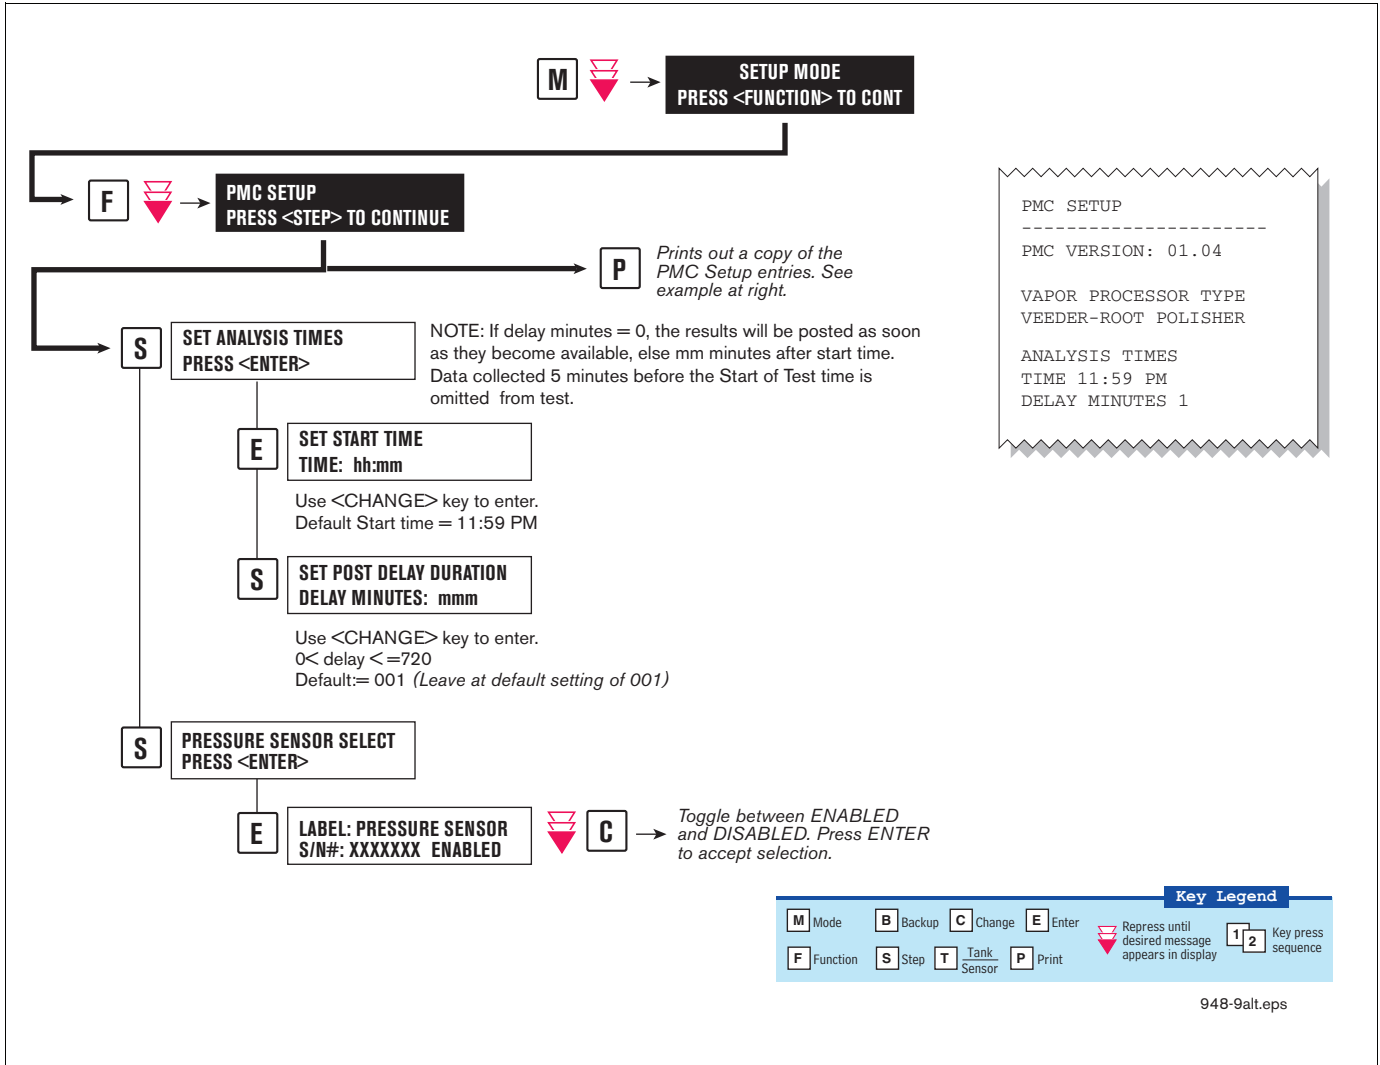 M
SETUP MODE
PRESS <FUNCTION> TO CONT
F
PMC SETUP
PRESS <STEP> TO CONTINUE
P
Prints out a copy of the
PMC Setup entries. See
example at right.
S
SET ANALYSIS TIMES
PRESS <ENTER>
NOTE: If delay minutes = 0, the results will be posted as soon
as they become available, else mm minutes after start time.
Data collected 5 minutes before the Start of Test time is
omitted from test.
E
SET START TIME
TIME: hh:mm
Use <CHANGE> key to enter.
Default Start time = 11:59 PM
S
SET POST DELAY DURATION
DELAY MINUTES: mmm
Use <CHANGE> key to enter.
0< delay < =720
Default:= 001 (Leave at default setting of 001)
S
PRESSURE SENSOR SELECT
PRESS <ENTER>
E
LABEL: PRESSURE SENSOR
S/N#: XXXXXXX ENABLED
C
Toggle between ENABLED
and DISABLED. Press ENTER
to accept selection.
PMC SETUP
----------------------
PMC VERSION: 01.04
VAPOR PROCESSOR TYPE
VEEDER-ROOT POLISHER
ANALYSIS TIMES
TIME 11:59 PM
DELAY MINUTES 1
Key Legend
M Mode
B Backup
C Change
E Enter
F Function
S Step
T Tank
Sensor
P Print
Repress until
desired message
appears in display
1 2
Key press
sequence
948-9alt.eps